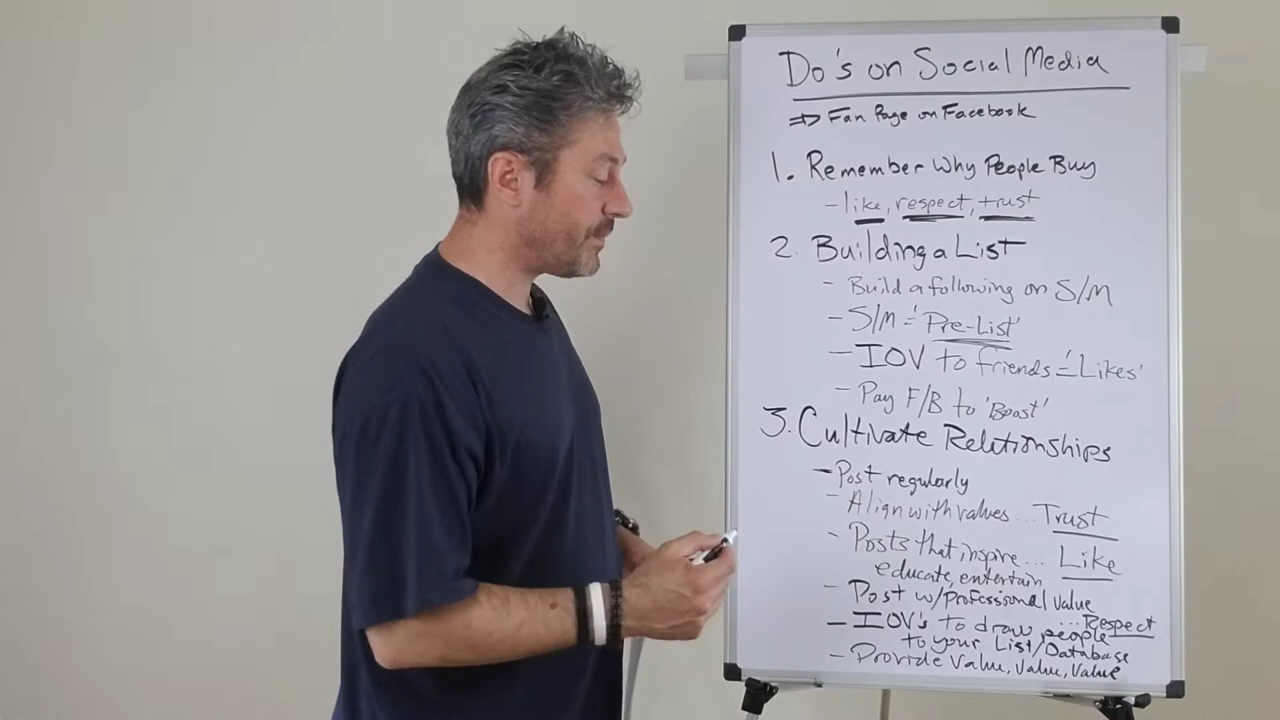 Do's on Social Media
⇒ Fan Page on Facebook
1. Remember Why People Buy
- like, respect, trust
2. Building a List
- Build a following on S/M
- S/M = 'Pre-List'
- IOV to friends = 'Likes'
- Pay F/B to 'Boost'
3. Cultivate Relationships
- Post regularly
- Align with values... Trust
- Posts that inspire... Like
educate, entertain
- Post w/professional value
...Respect
- IOV's to draw people
to your List/Database
- Provide Value, Value, Value